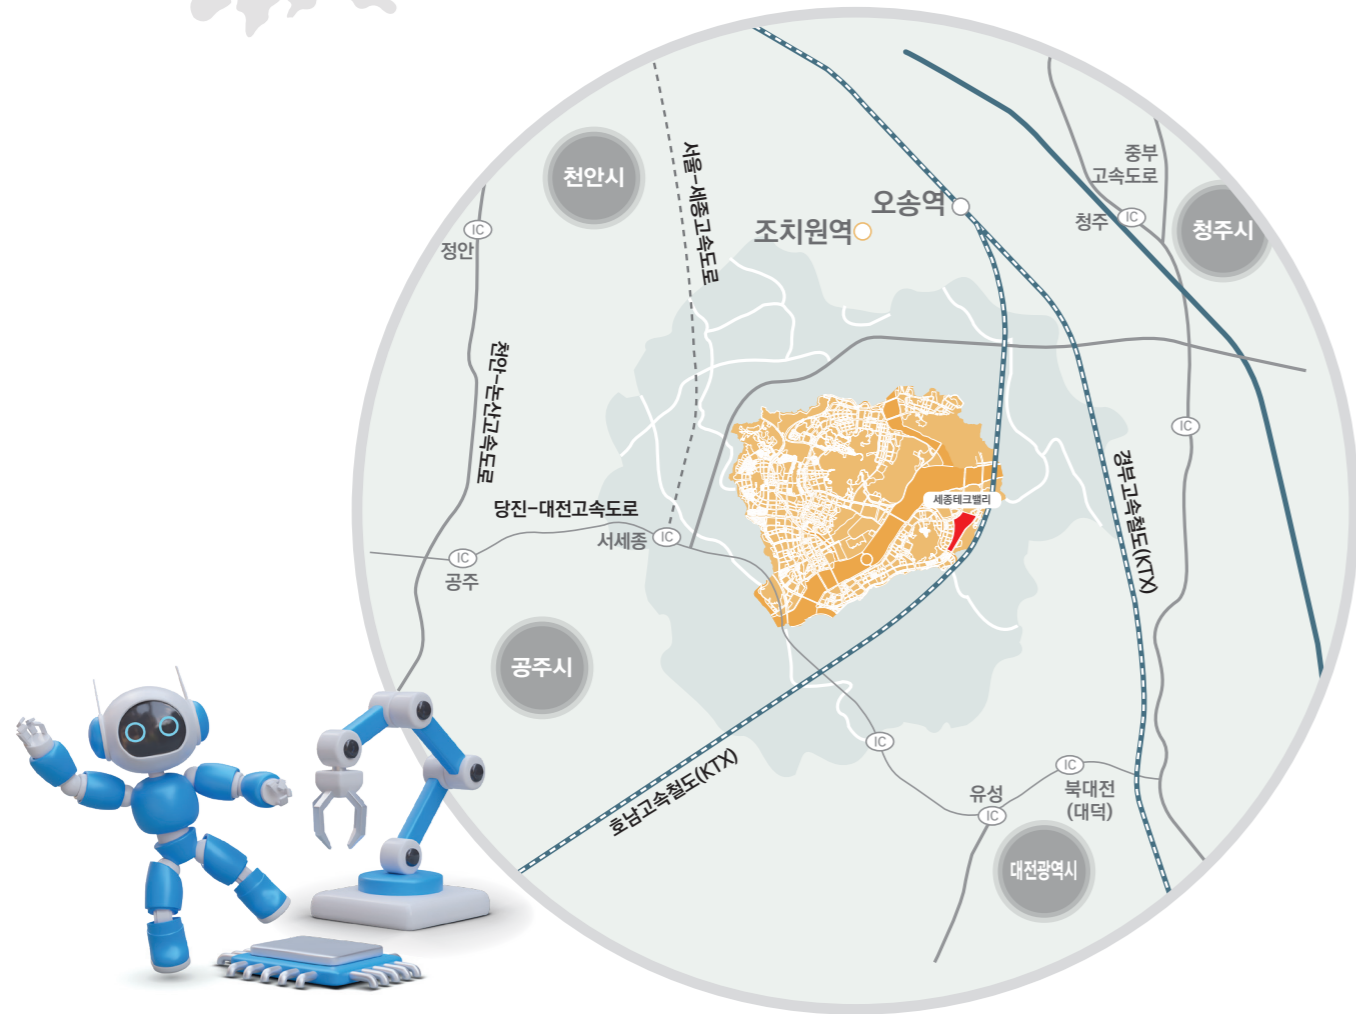 중부
고속도로
천안시
서울-세종고속도로
오송역
조치원역
청주
IC
청주시
IC
정안
천안-논산고속도로
IC
경부고속철도(KTX)
세종테크밸리
당진-대전고속도로
서세종
IC
IC
공주
공주시
호남고속철도(KTX)
IC
IC
북대전
(대덕)
유성
IC
대전광역시